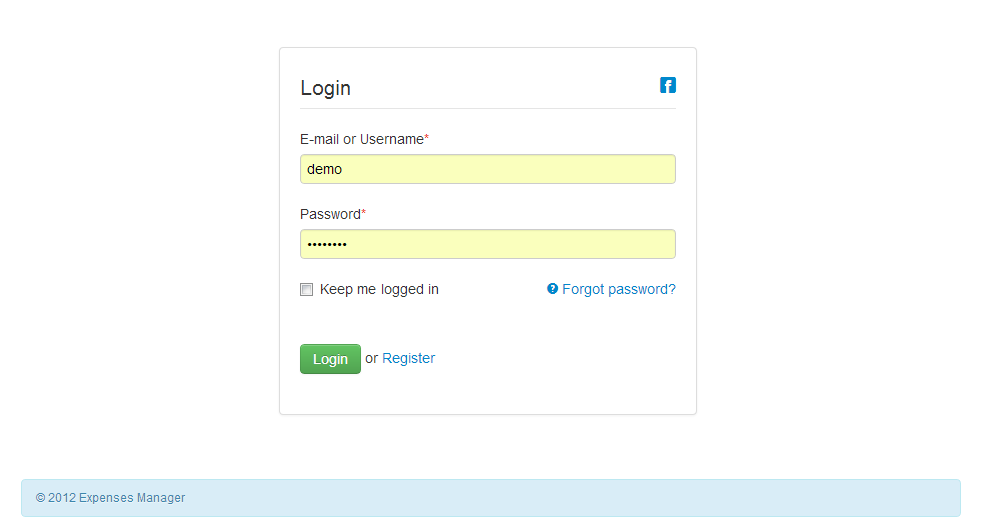 Login
E-mail or Username*
demo
Password*
••••••••
Keep me logged in
Forgot password?
Login or Register
© 2012 Expenses Manager